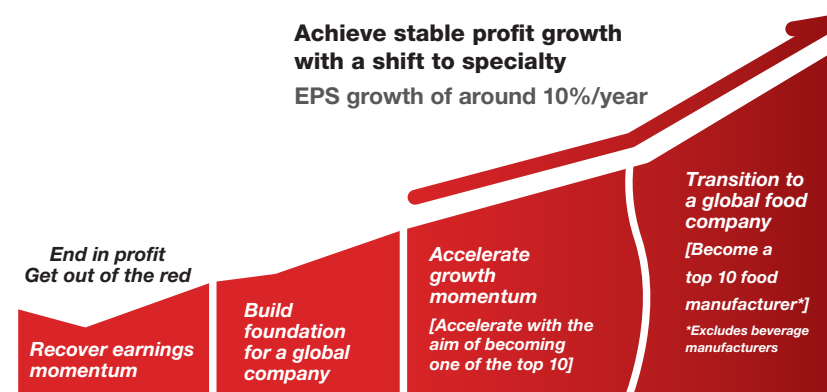 Achieve stable profit growth
with a shift to specialty
EPS growth of around 10%/year
End in profit
Get out of the red
Recover earnings
momentum
Build
foundation
for a global
company
Accelerate
growth
momentum
[Accelerate with the
aim of becoming
one of the top 10]
Transition to
a global food
company
[Become a
top 10 food
manufacturer*]
*Excludes beverage
manufacturers